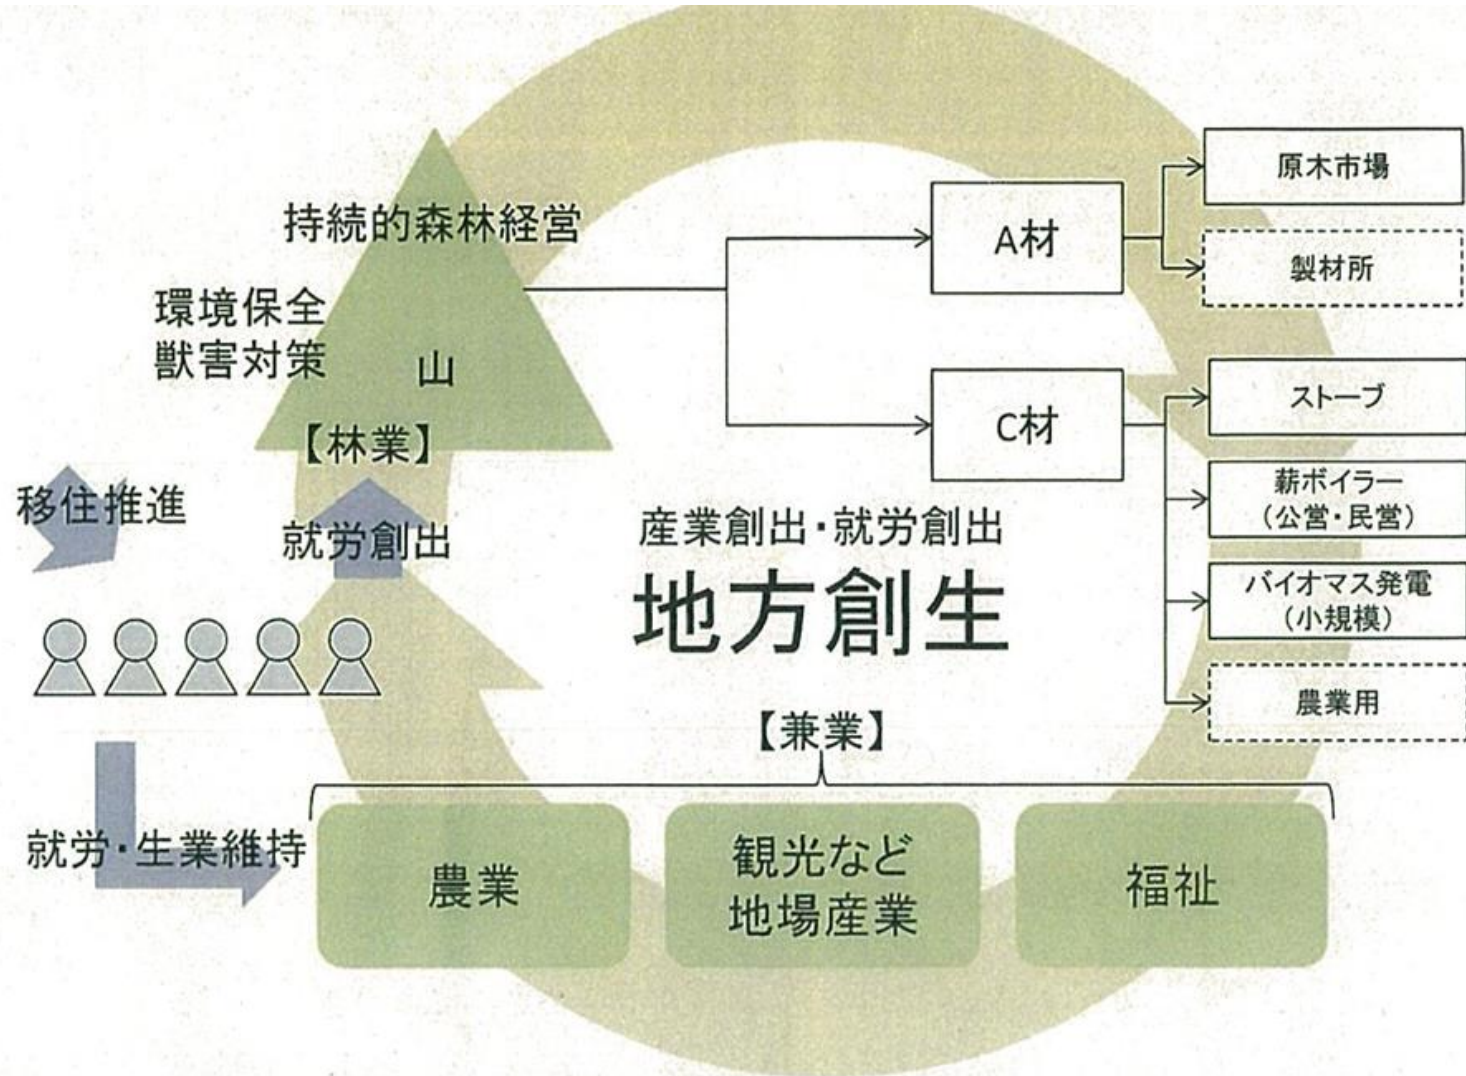 持続的森林経営
環境保全
獣害対策
山
【林業】
移住推進
就労創出
A材
C材
原木市場
製材所
ストーブ
薪ボイラー
(公営・民営)
バイオマス発電
(小規模)
農業用
産業創出・就労創出
地方創生
【兼業】
就労・生業維持
農業
観光など
地場産業
福祉